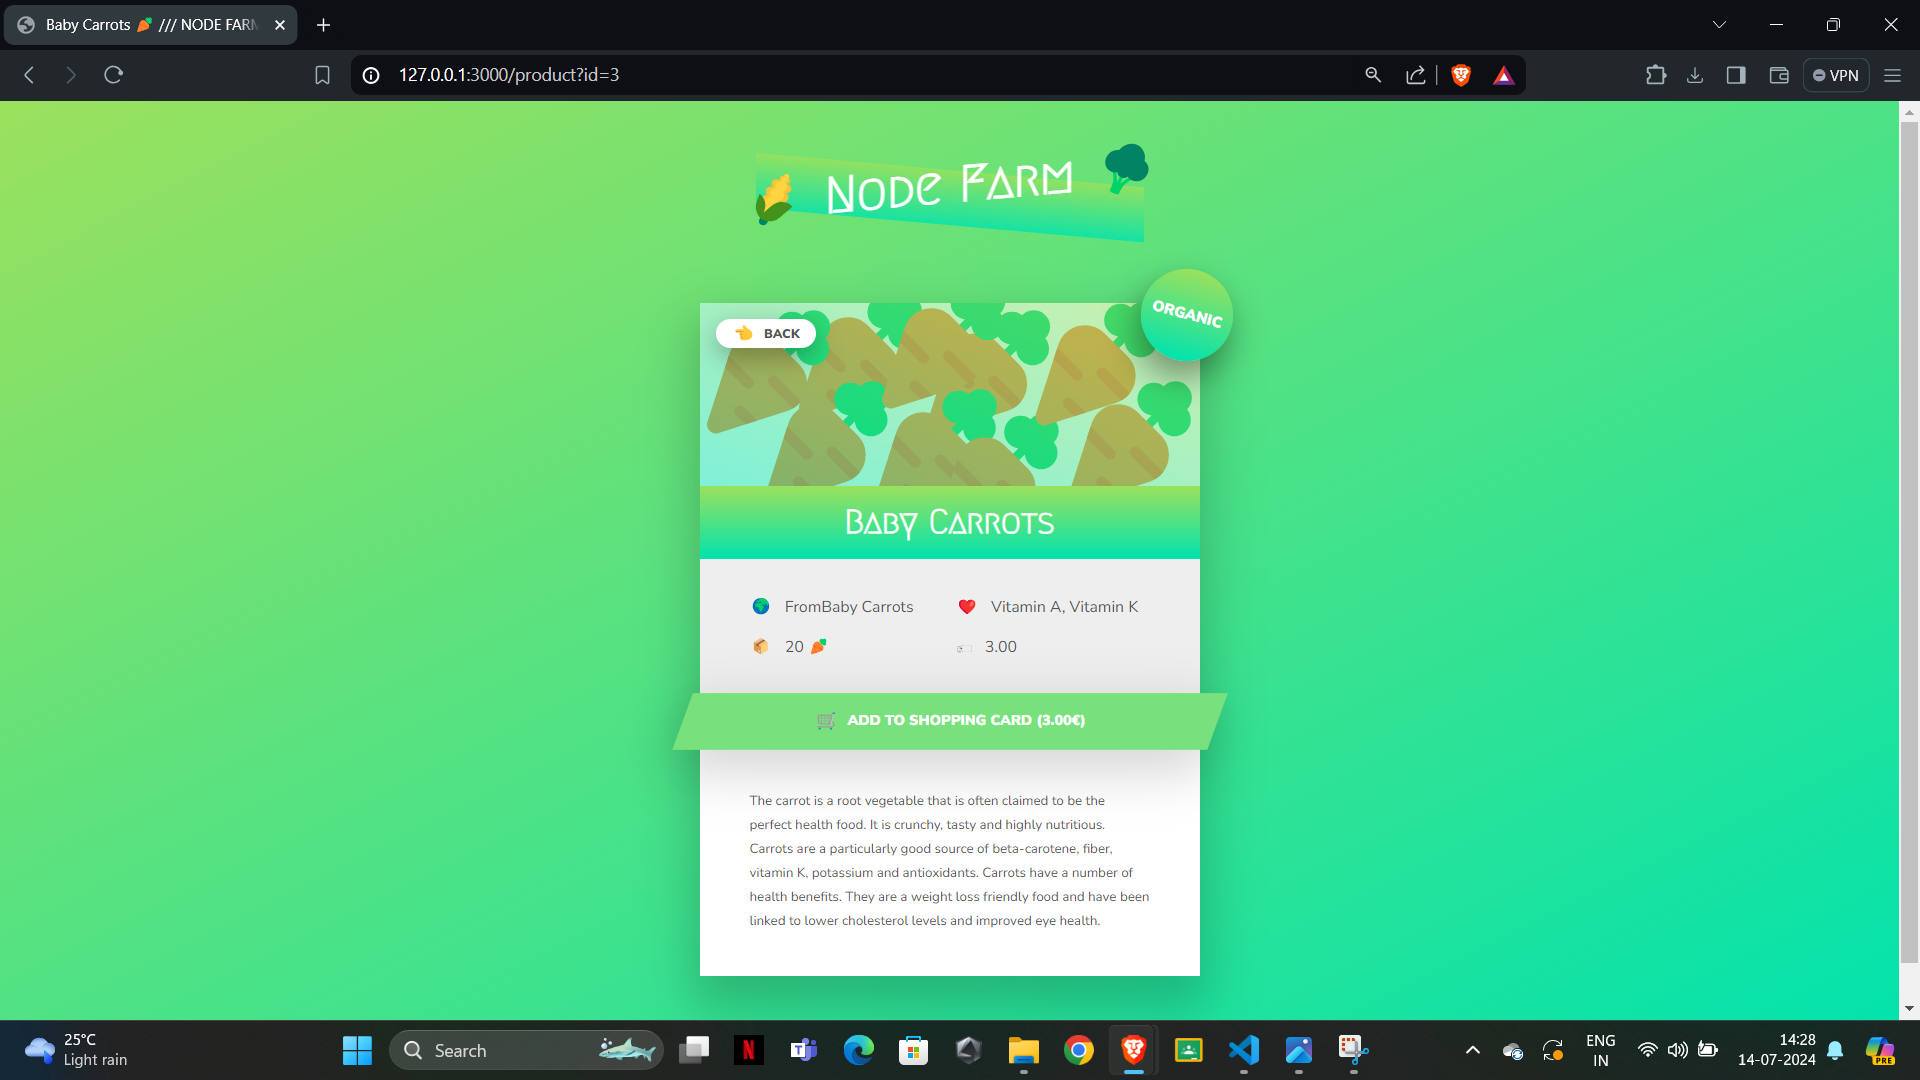 Baby Carrots 🥕 /// NODE FARM
127.0.0.1:3000/product?id=3
VPN
Node Farm
ORGANIC
👈 BACK
Baby Carrots
🌍 FromBaby Carrots
❤️ Vitamin A, Vitamin K
📦 20 🥕
3.00
🛒 ADD TO SHOPPING CARD (3.00€)
The carrot is a root vegetable that is often claimed to be the
perfect health food. It is crunchy, tasty and highly nutritious.
Carrots are a particularly good source of beta-carotene, fiber,
vitamin K, potassium and antioxidants. Carrots have a number of
health benefits. They are a weight loss friendly food and have been
linked to lower cholesterol levels and improved eye health.
25°C
Light rain
Search
ENG
IN
14:28
14-07-2024
PRE